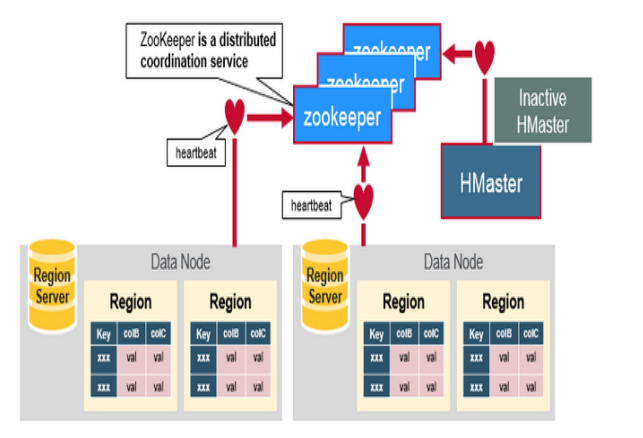 ZooKeeper is a distributed
coordination service
zookeeper
zookeeper
zookeeper
heartbeat
heartbeat
Inactive
HMaster
HMaster
Data Node
Region
Server
Region
Key colB colC
xxx val val
xxx val val
Region
Key colB colC
xxx val val
xxx val val
Data Node
Region
Server
Region
Key colB colC
xxx val val
xxx val val
Region
Key colB colC
xxx val val
xxx val val